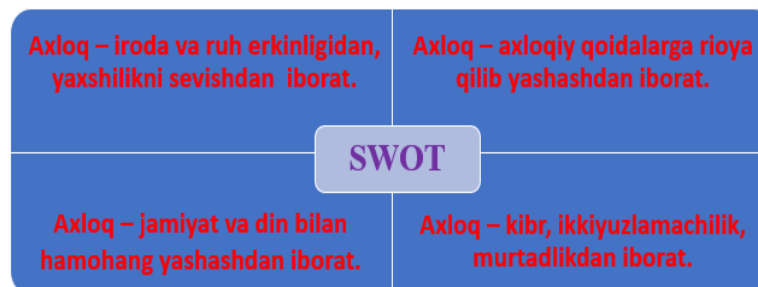 Axloq – iroda va ruh erkinligidan,
yaxshilikni sevishdan iborat.
Axloq – axloqiy qoidalarga rioya
qilib yashashdan iborat.
SWOT
Axloq – jamiyat va din bilan
hamohang yashashdan iborat.
Axloq – kibr, ikkiyuzlamachilik,
murtadlikdan iborat.